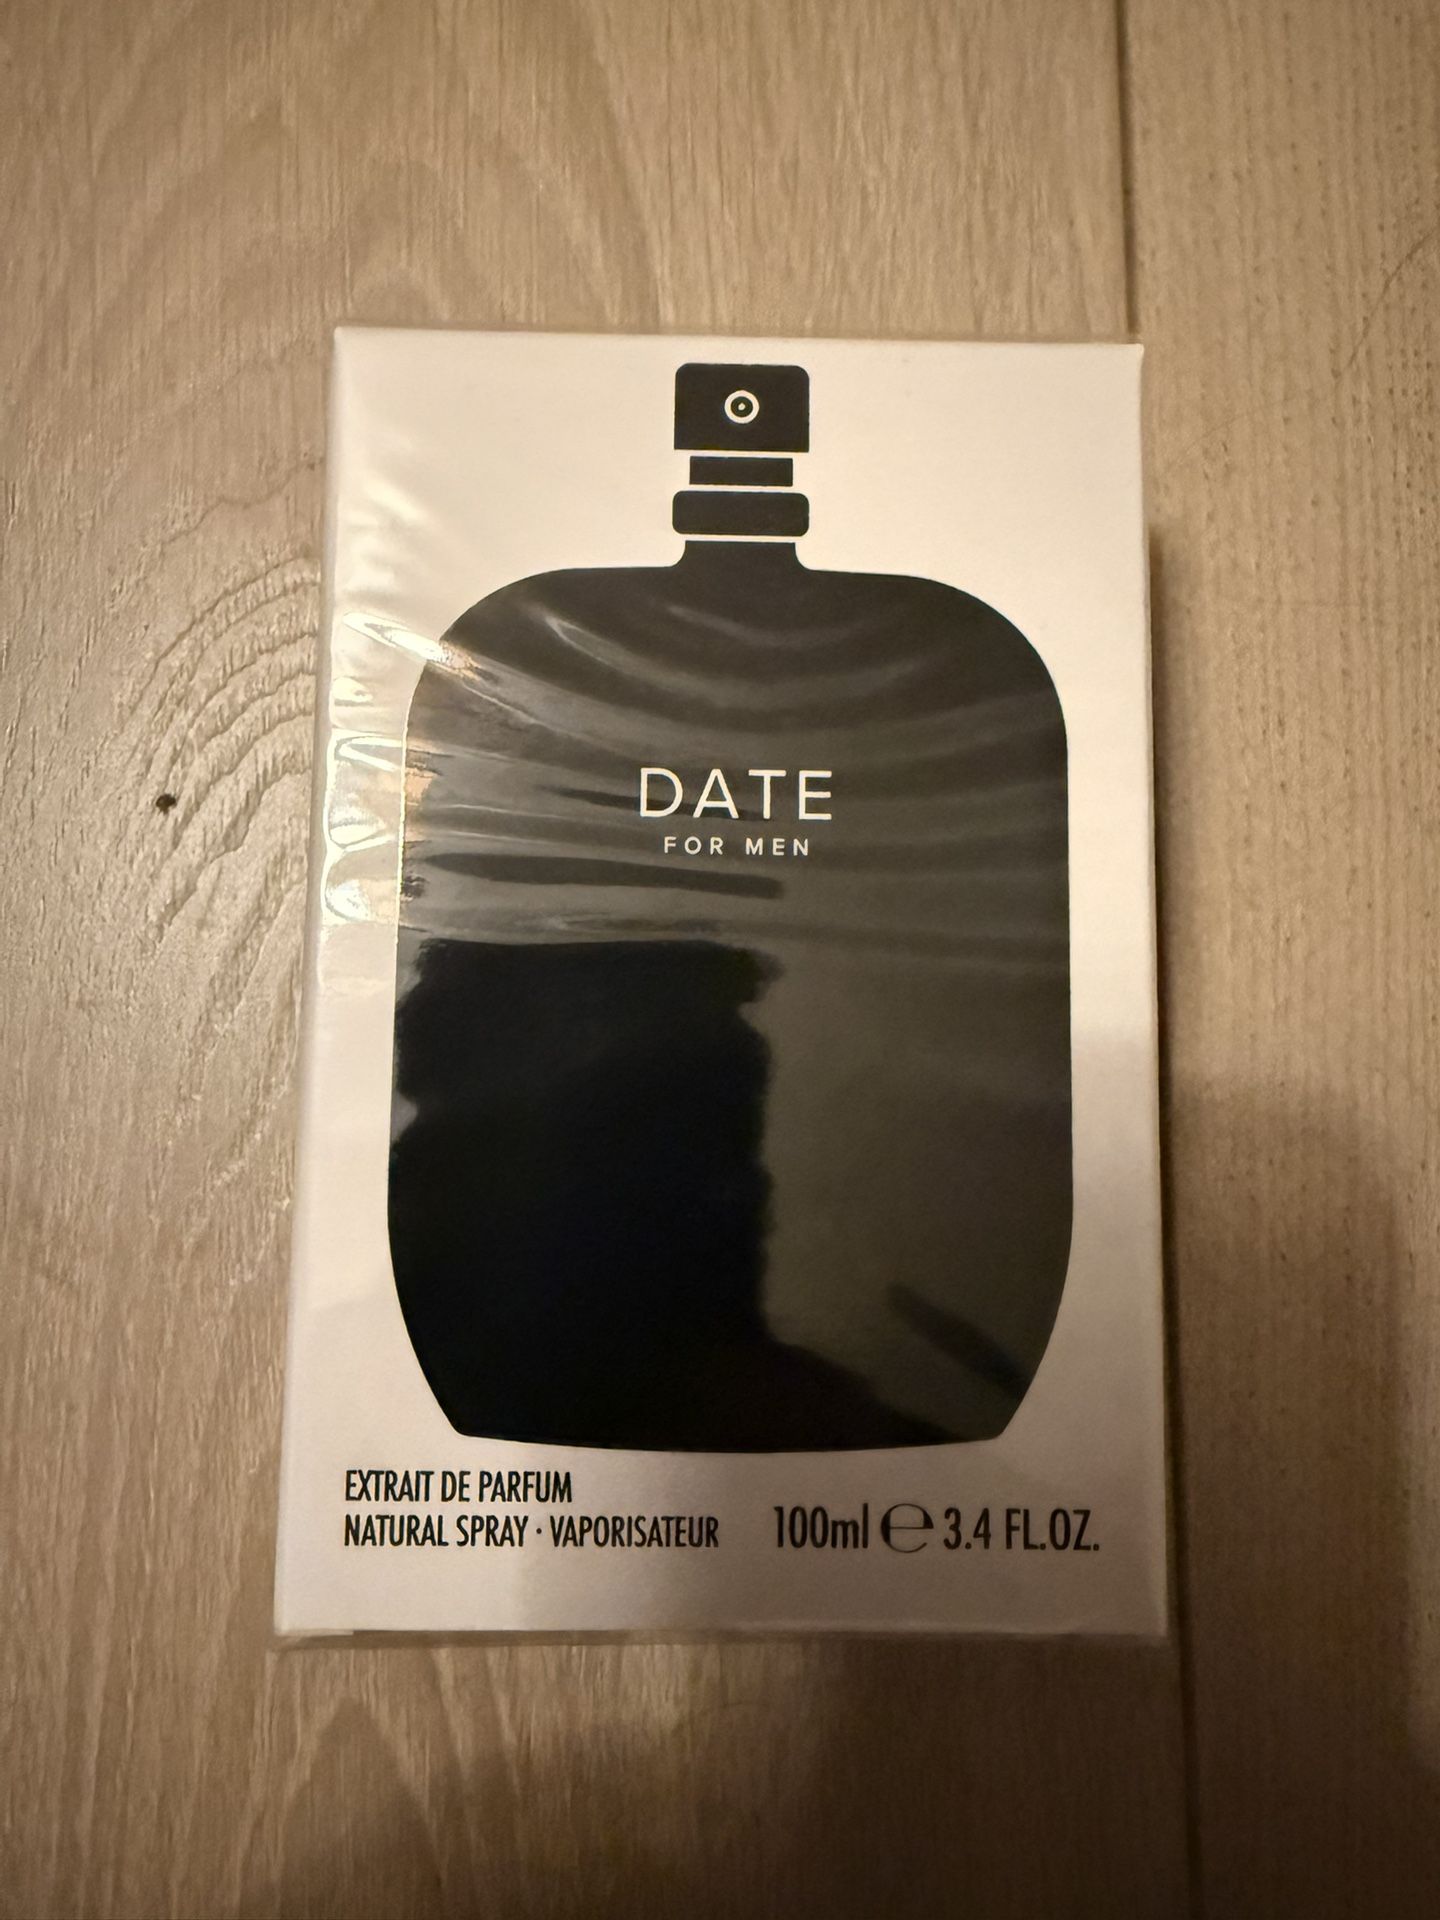 DATE
FOR MEN
EXTRAIT DE PARFUM
NATURAL SPRAY · VAPORISATEUR
100ml ℮ 3.4 FL.OZ.